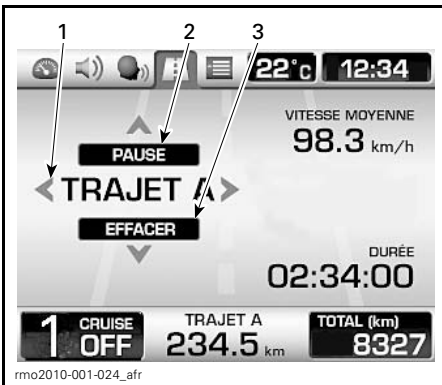 1 2 3
22°c 12:34
VITESSE MOYENNE
98.3 km/h
PAUSE
TRAJET A
EFFACER
DURÉE
02:34:00
1 CRUISE OFF
TRAJET A
234.5 km
TOTAL (km)
8327
rmo2010-001-024_afr